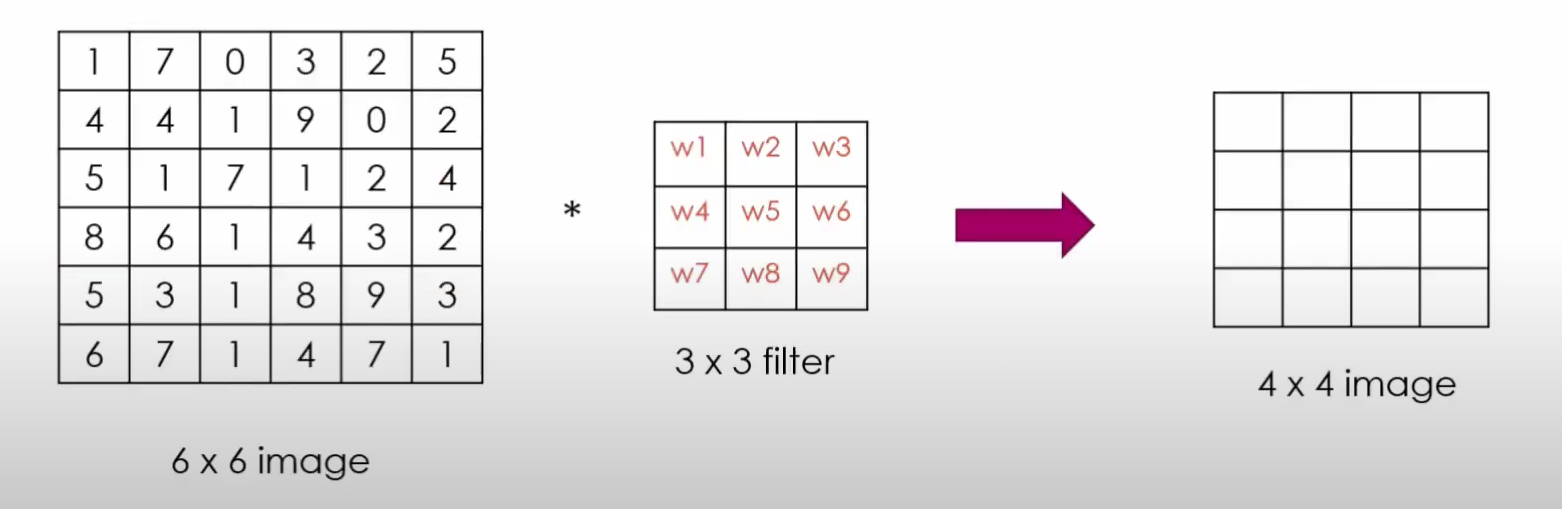 1 7 0 3 2 5
4 4 1 9 0 2
5 1 7 1 2 4
8 6 1 4 3 2
5 3 1 8 9 3
6 7 1 4 7 1
6 x 6 image
*
w1 w2 w3
w4 w5 w6
w7 w8 w9
3 x 3 filter
4 x 4 image